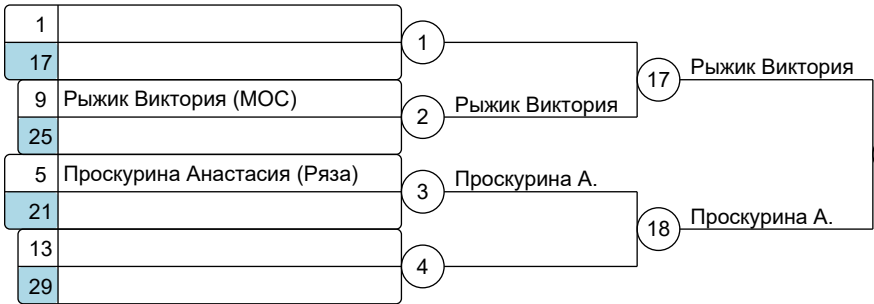 1
17
1
9 Рыжик Виктория (МОС)
25
2 Рыжик Виктория
17 Рыжик Виктория
5 Проскурина Анастасия (Ряза)
21
3 Проскурина А.
18 Проскурина А.
13
29
4